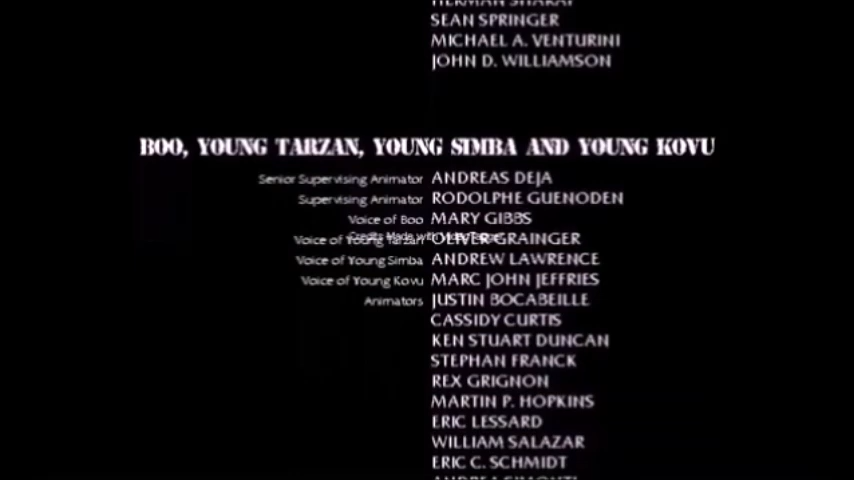 SEAN SPRINGER
MICHAEL A. VENTURINI
JOHN D. WILLIAMSON
BOO, YOUNG TARZAN, YOUNG SIMBA AND YOUNG KOVU
Senior Supervising Animator ANDREAS DEJA
Supervising Animator RODOLPHE GUENODEN
Voice of Boo MARY GIBBS
Credits Made with
Voice of Young Tarzan OLIVER GRAINGER
Voice of Young Simba ANDREW LAWRENCE
Voice of Young Kovu MARC JOHN JEFFRIES
Animators JUSTIN BOCABEILLE
CASSIDY CURTIS
KEN STUART DUNCAN
STEPHAN FRANCK
REX GRIGNON
MARTIN P. HOPKINS
ERIC LESSARD
WILLIAM SALAZAR
ERIC C. SCHMIDT